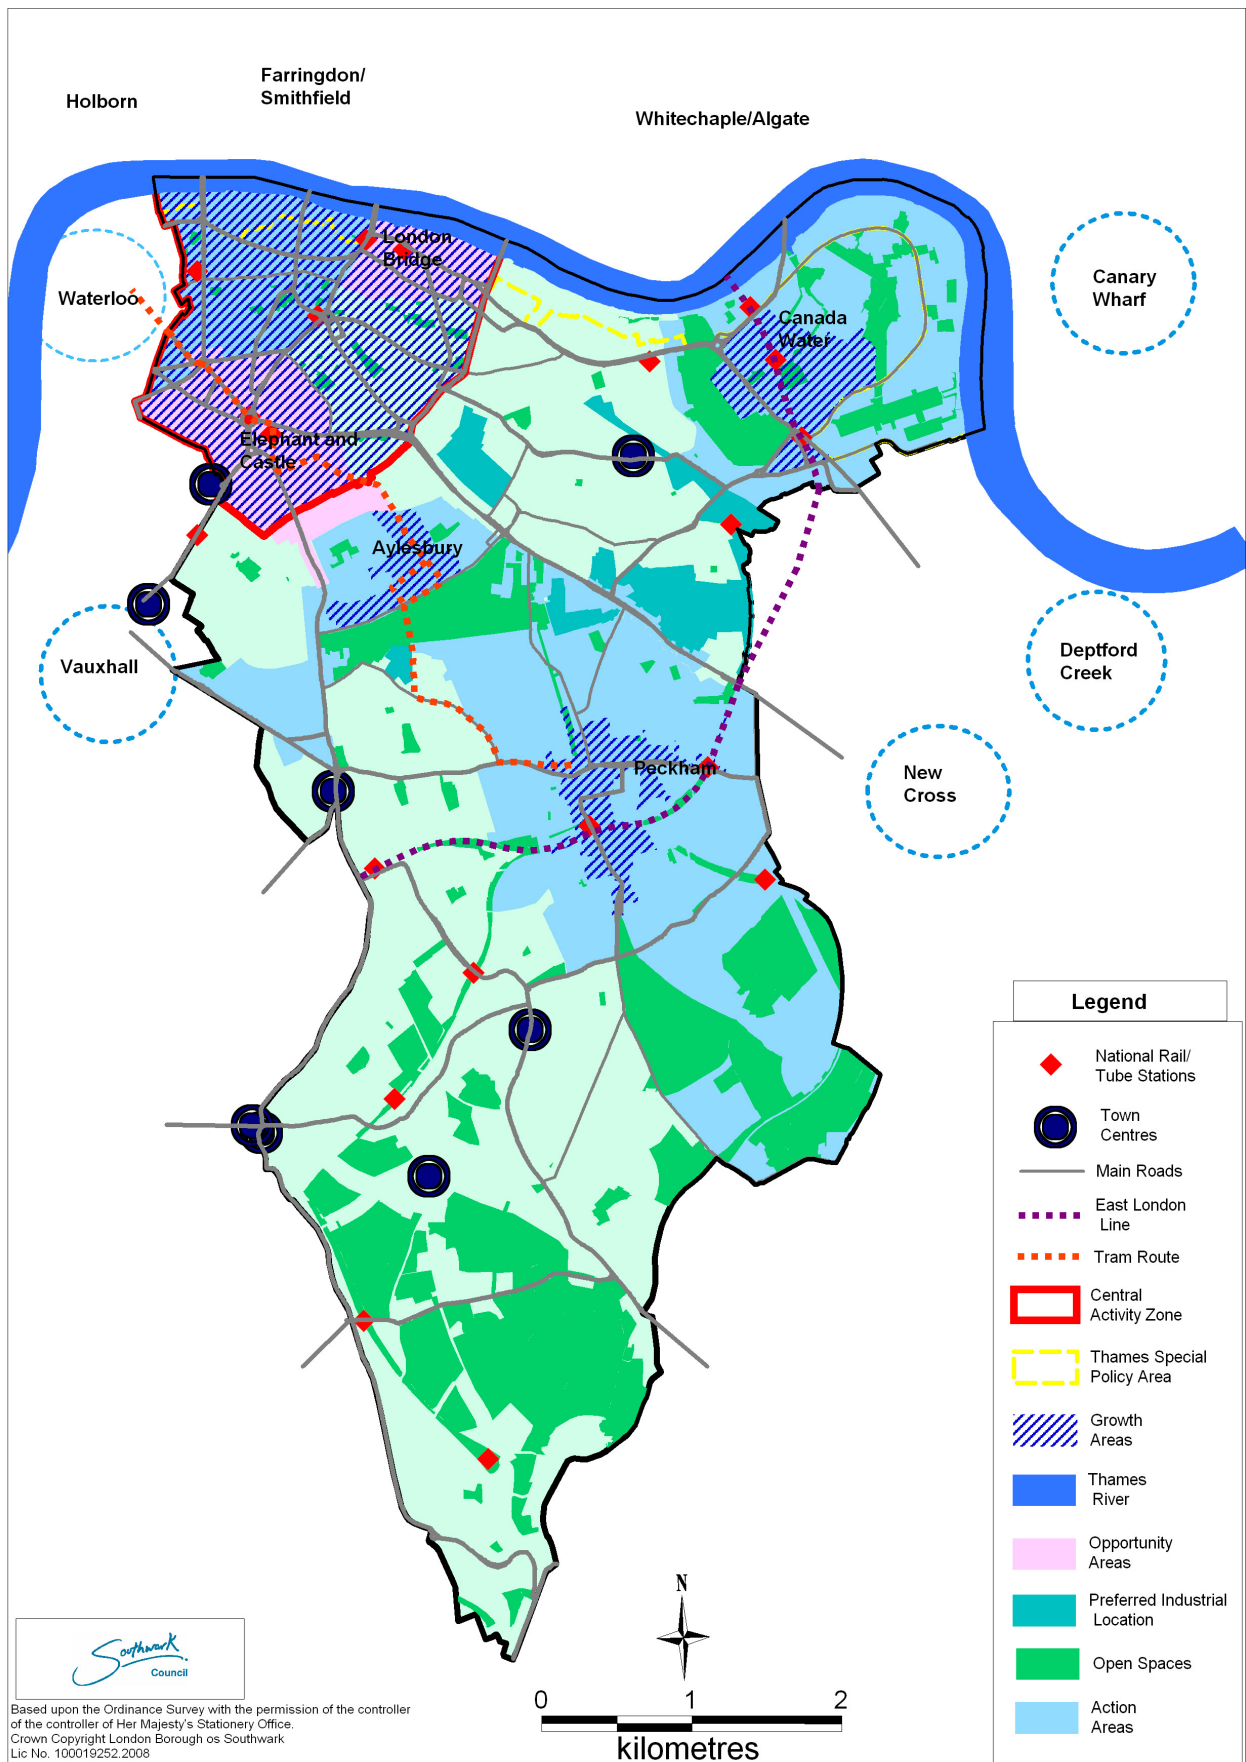 Farringdon/
Smithfield
Holborn
Whitechaple/Algate
London
Bridge
Waterloo
Canary
Wharf
Canada
Water
Elephant and
Castle
Aylesbury
Vauxhall
Deptford
Creek
Peckham
New
Cross
Legend
National Rail/
Tube Stations
Town
Centres
Main Roads
East London
Line
Tram Route
Central
Activity Zone
Thames Special
Policy Area
Growth
Areas
Thames
River
Opportunity
Areas
Preferred Industrial
Location
Open Spaces
Action
Areas
N
0 1 2
kilometres
Southwark
Council
Based upon the Ordinance Survey with the permission of the controller
of the controller of Her Majesty's Stationery Office.
Crown Copyright London Borough os Southwark
Lic No. 100019252.2008